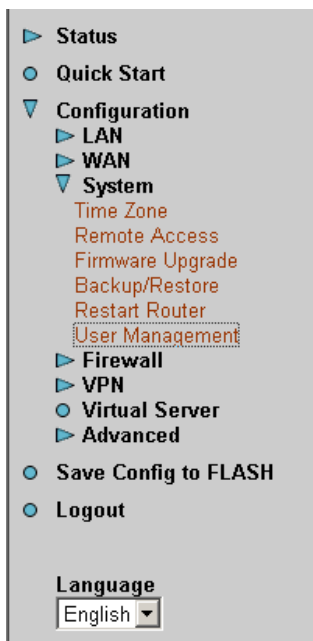 Status
Quick Start
Configuration
LAN
WAN
System
Time Zone
Remote Access
Firmware Upgrade
Backup/Restore
Restart Router
User Management
Firewall
VPN
Virtual Server
Advanced
Save Config to FLASH
Logout
Language
English